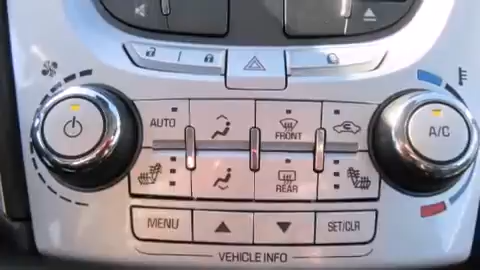 AUTO
FRONT
A/C
REAR
MENU
SET/CLR
VEHICLE INFO